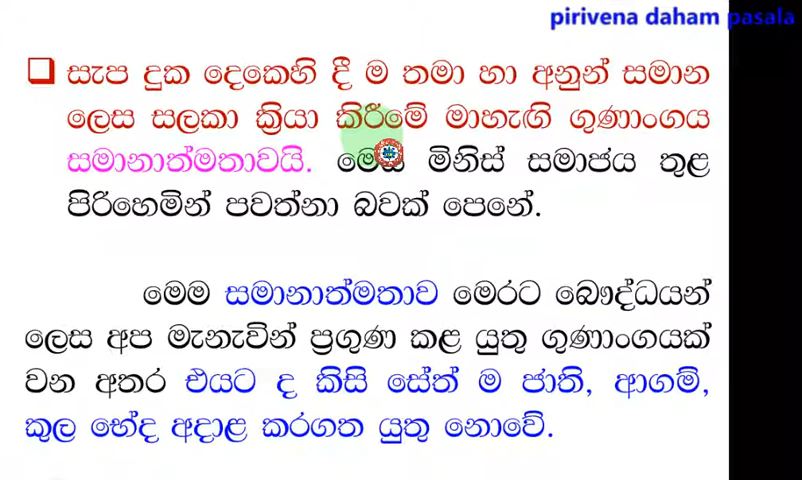 pirivena daham pasala
සැප දුක දෙකෙහි දී ම තමා හා අනුන් සමාන
ලෙස සලකා ක්‍රියා කිරීමේ මාහැඟි ගුණාංගය
සමානාත්මතාවයි. මෙය මිනිස් සමාජය තුළ
පිරිහෙමින් පවත්නා බවක් පෙනේ.
මෙම සමානාත්මතාව මෙරට බෞද්ධයන්
ලෙස අප මැනැවින් ප්‍රගුණ කළ යුතු ගුණාංගයක්
වන අතර එයට ද කිසි සේත් ම ජාති, ආගම්,
කුල භේද අදාළ කරගත යුතු නොවේ.